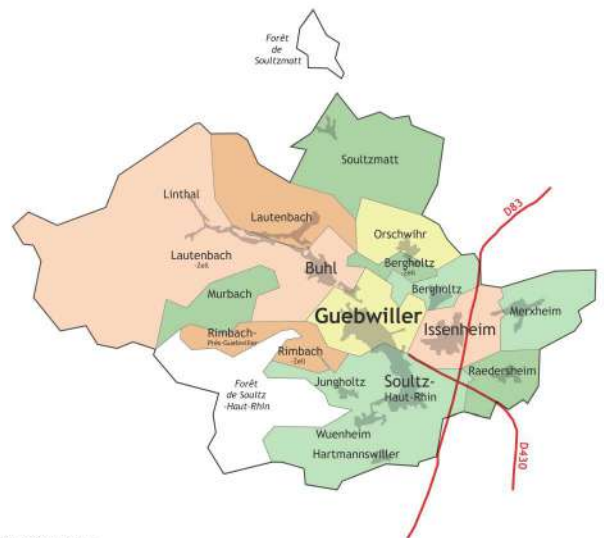 Forêt
de
Soultzmatt
Soultzmatt
Linthal
Lautenbach
Orschwihr
D83
Lautenbach
-Zell
Buhl
Bergholtz
-Zell
Bergholtz
Murbach
Merxheim
Guebwiller
Issenheim
Rimbach-
Près-Guebwiller
Rimbach
-Zell
Raedersheim
Forêt
de Soultz
-Haut-Rhin
Jungholtz
Soultz-
Haut-Rhin
Wuenheim
Hartmannswiller
D430